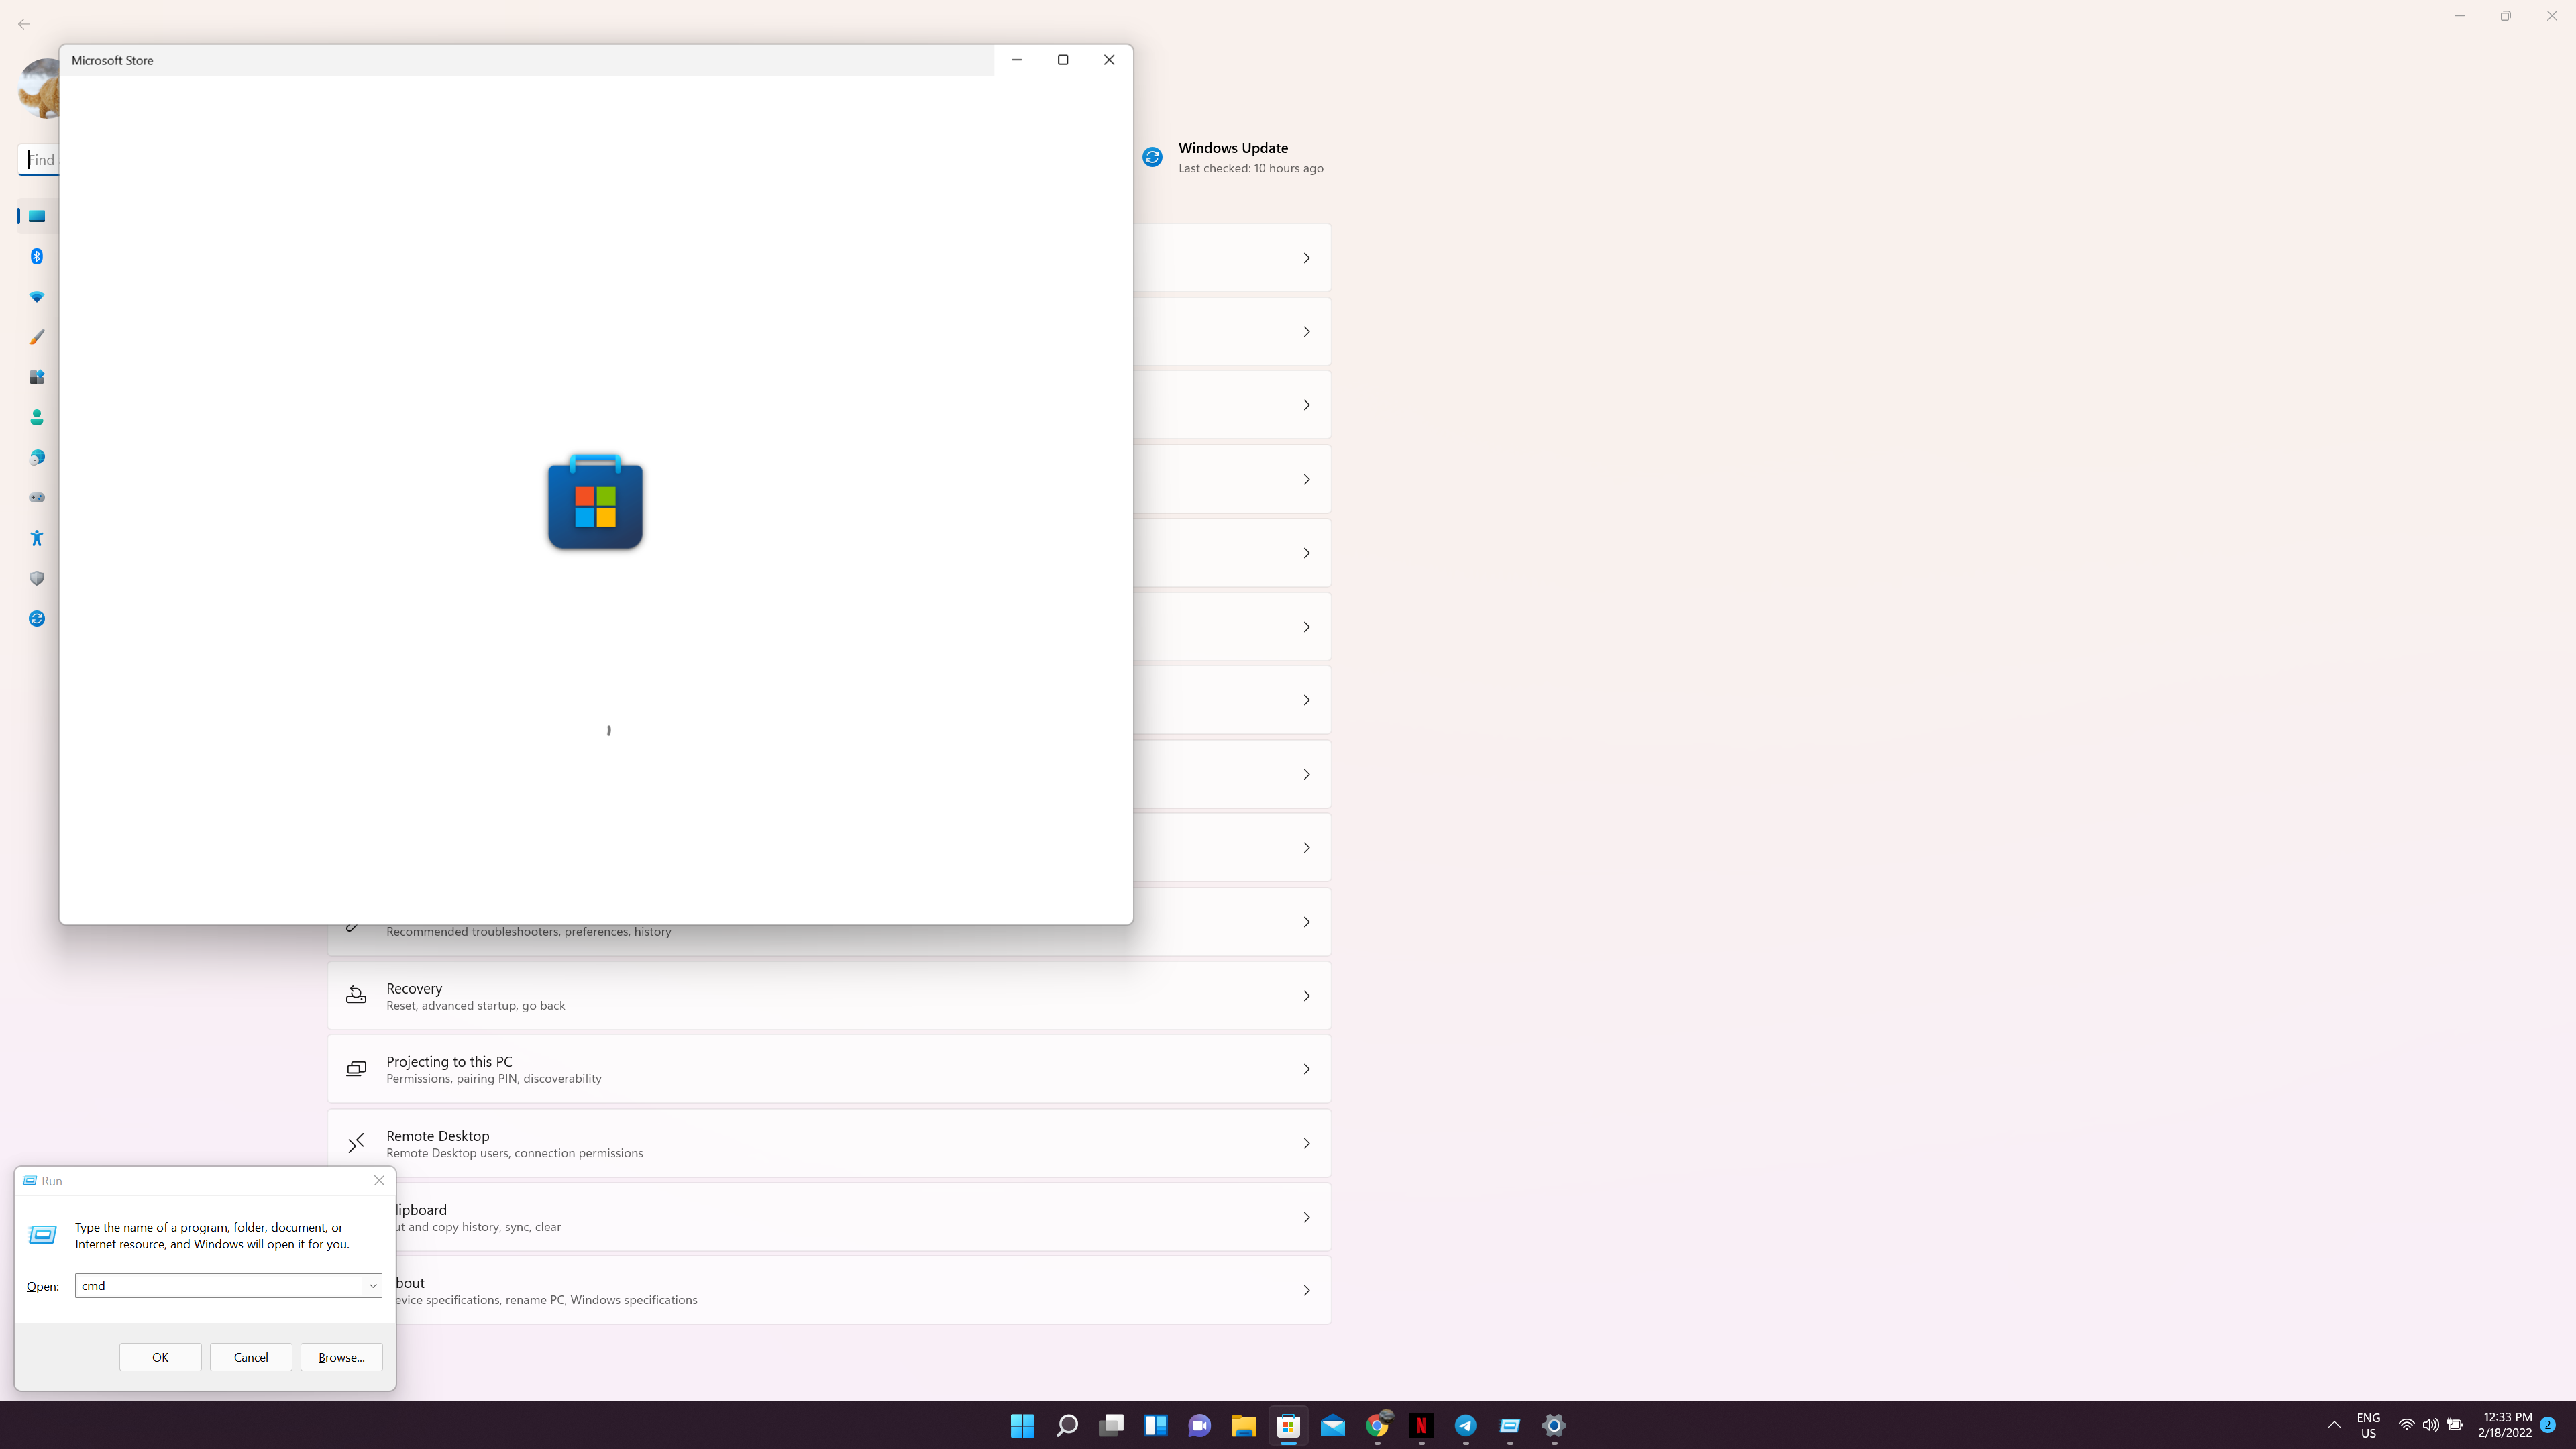 Microsoft Store
Find
Windows Update
Last checked: 10 hours ago
Recommended troubleshooters, preferences, history
Recovery
Reset, advanced startup, go back
Projecting to this PC
Permissions, pairing PIN, discoverability
Remote Desktop
Remote Desktop users, connection permissions
lipboard
ut and copy history, sync, clear
bout
evice specifications, rename PC, Windows specifications
Run
Type the name of a program, folder, document, or
Internet resource, and Windows will open it for you.
Open:
cmd
OK
Cancel
Browse...
N
ENG
US
12:33 PM
2/18/2022
2